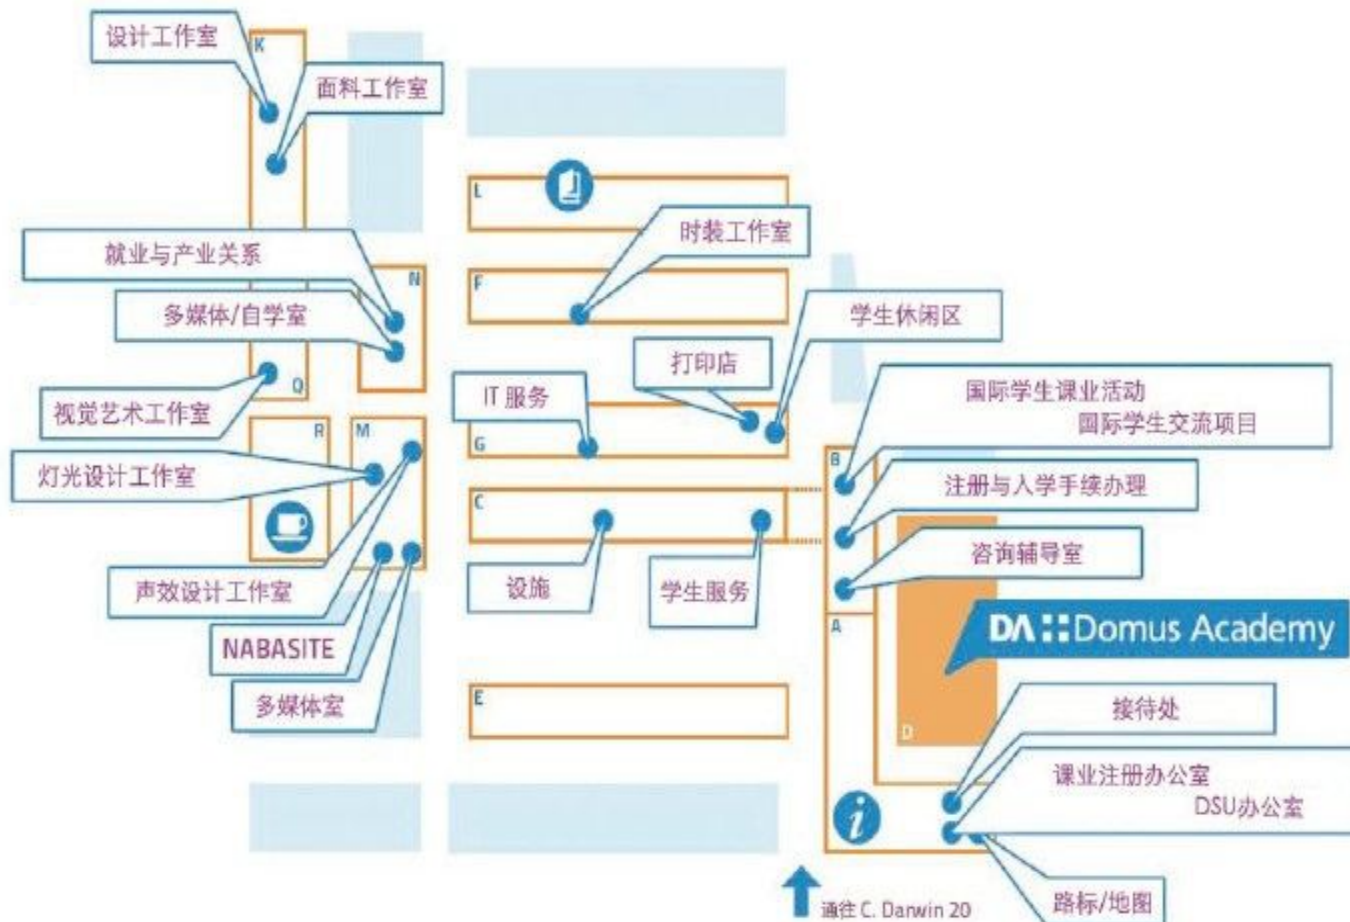 设计工作室
K
面料工作室
L
时装工作室
就业与产业关系
N
F
多媒体/自学室
学生休闲区
打印店
Q
IT 服务
国际学生课业活动
国际学生交流项目
视觉艺术工作室
R
M
G
B
灯光设计工作室
注册与入学手续办理
C
咨询辅导室
声效设计工作室
设施
学生服务
A
DA::Domus Academy
NABASITE
E
多媒体室
接待处
D
课业注册办公室
DSU办公室
i
路标/地图
通往 C. Darwin 20